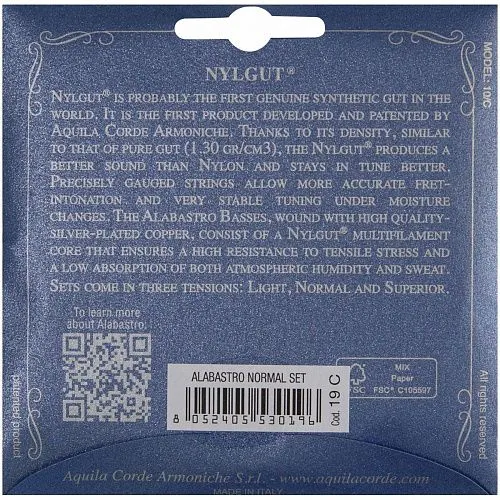 MODEL-10/C
NYLGUT®
NYLGUT® IS PROBABLY THE FIRST GENUINE SYNTHETIC GUT IN THE
WORLD. IT IS THE FIRST PRODUCT DEVELOPED AND PATENTED BY
AQUILA CORDE ARMONICHE. THANKS TO ITS DENSITY, SIMILAR
TO THAT OF PURE GUT (1.30 GR/CM3), THE NYLGUT® PRODUCES A
BETTER SOUND THAN NYLON AND STAYS IN TUNE BETTER.
PRECISELY GAUGED STRINGS ALLOW MORE ACCURATE FRET-
INTONATION AND VERY STABLE TUNING UNDER MOISTURE
CHANGES. THE ALABASTRO BASSES, WOUND WITH HIGH QUALITY-
SILVER-PLATED COPPER, CONSIST OF A NYLGUT® MULTIFILAMENT
CORE THAT ENSURES A HIGH RESISTANCE TO TENSILE STRESS AND
A LOW ABSORPTION OF BOTH ATMOSPHERIC HUMIDITY AND SWEAT.
SETS COME IN THREE TENSIONS: LIGHT, NORMAL AND SUPERIOR.
To learn more
about Alabastro:
ALABASTRO NORMAL SET
8 052405 530196
Cod. 19 C
FSC
MIX
Paper
FSC® C105597
patented product
Aquila Corde Armoniche S.r.l. - www.aquilacorde.com
MADE IN ITALY